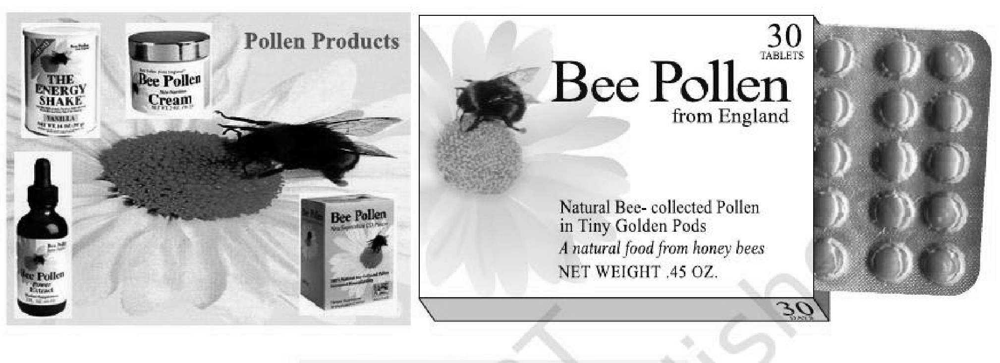 Pollen Products
THE
ENERGY
SHAKE
VANILLA
Bee Pollen
Cream
Bee Pollen
Power
Extract
Bee Pollen
30
TABLETS
Bee Pollen
from England
Natural Bee- collected Pollen
in Tiny Golden Pods
A natural food from honey bees
NET WEIGHT .45 OZ.
30
DAYS